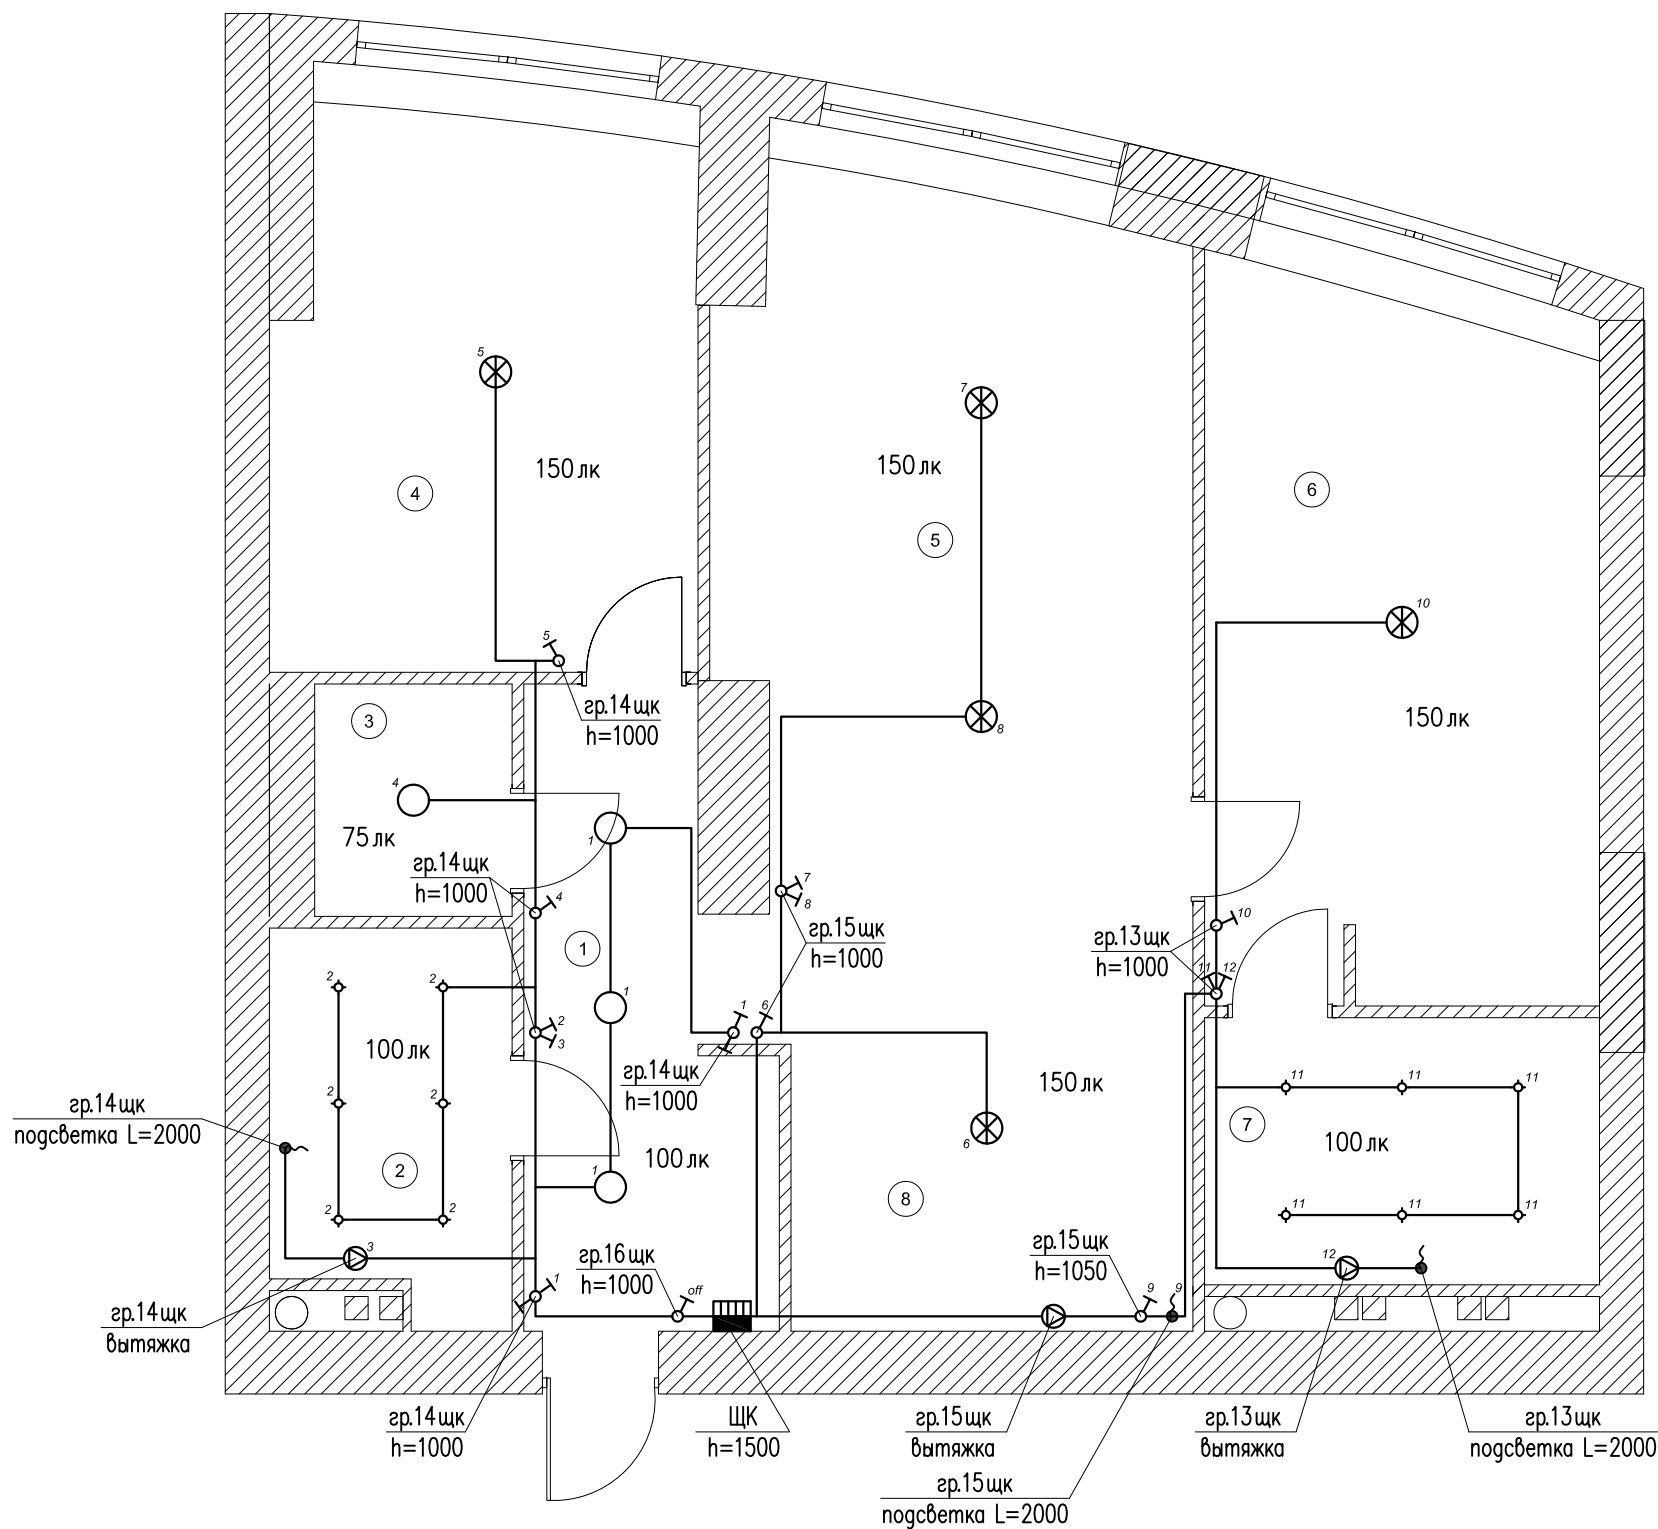 5
7
150 лк
150 лк
4
6
5
10
5
гр.14щк
h=1000
3
8
150 лк
4
1
75 лк
гр.14щк
h=1000
4
7
8
1
гр.15щк
h=1000
10
гр.13щк
h=1000
11
12
2
2
1
2
3
1
6
100 лк
гр.14щк
h=1000
150 лк
11
11
11
2
2
гр.14щк
подсветка L=2000
7
100 лк
6
2
1
100 лк
8
2
2
11
11
11
3
гр.16щк
h=1000
гр.15щк
h=1050
12
1
off
9
9
гр.14щк
вытяжка
гр.14щк
h=1000
ЩК
h=1500
гр.15щк
вытяжка
гр.13щк
вытяжка
гр.13щк
подсветка L=2000
гр.15щк
подсветка L=2000